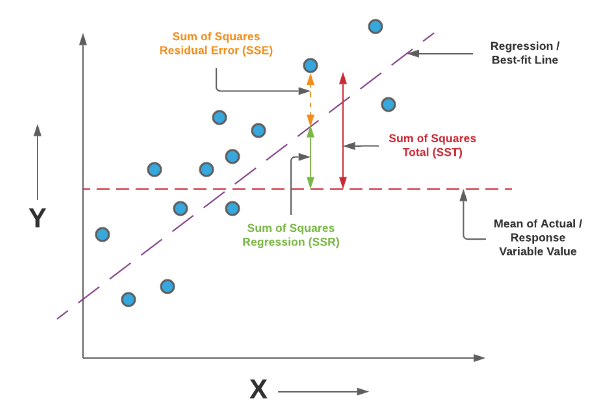 Sum of Squares
Residual Error (SSE)
Regression /
Best-fit Line
Sum of Squares
Total (SST)
Y
Sum of Squares
Regression (SSR)
Mean of Actual /
Response
Variable Value
X